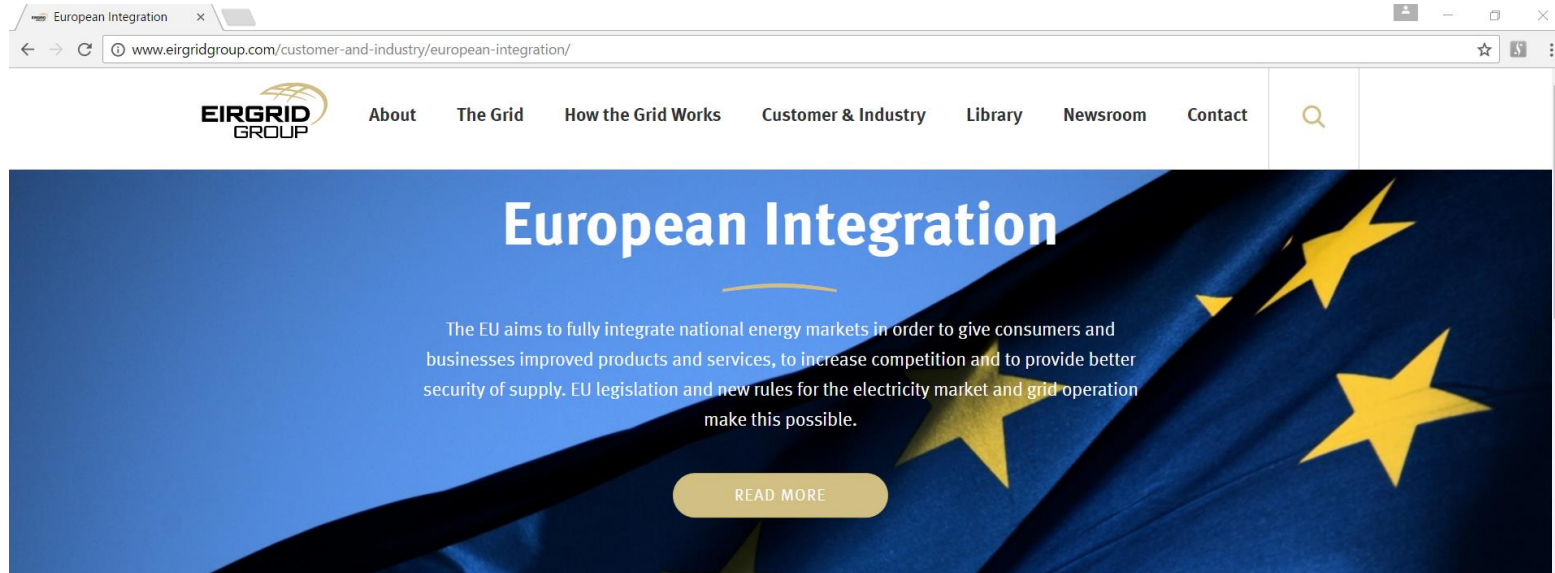 European Integration
www.eirgridgroup.com/customer-and-industry/european-integration/
EIRGRID
GROUP
About
The Grid
How the Grid Works
Customer & Industry
Library
Newsroom
Contact
European Integration
The EU aims to fully integrate national energy markets in order to give consumers and
businesses improved products and services, to increase competition and to provide better
security of supply. EU legislation and new rules for the electricity market and grid operation
make this possible.
READ MORE